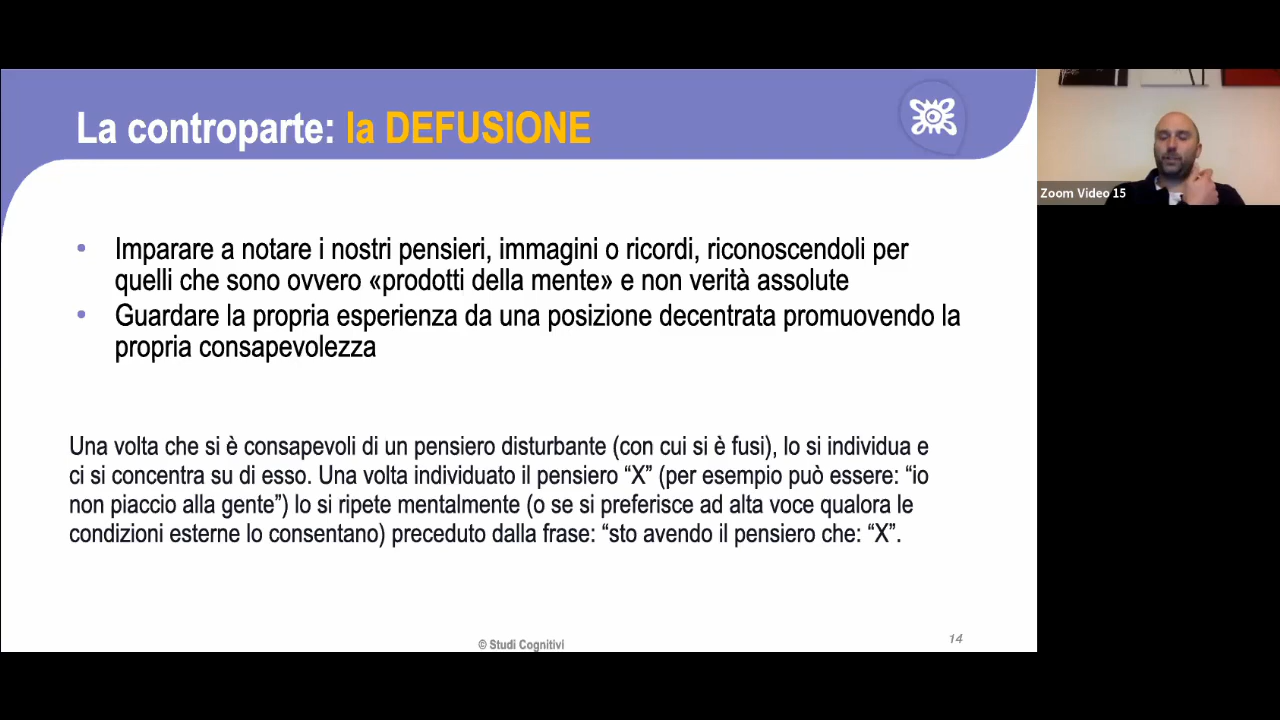 La controparte: la DEFUSIONE
Zoom Video 15
• Imparare a notare i nostri pensieri, immagini o ricordi, riconoscendoli per
quelli che sono ovvero «prodotti della mente» e non verità assolute
• Guardare la propria esperienza da una posizione decentrata promuovendo la
propria consapevolezza
Una volta che si è consapevoli di un pensiero disturbante (con cui si è fusi), lo si individua e
ci si concentra su di esso. Una volta individuato il pensiero “X” (per esempio può essere: “io
non piaccio alla gente”) lo si ripete mentalmente (o se si preferisce ad alta voce qualora le
condizioni esterne lo consentano) preceduto dalla frase: “sto avendo il pensiero che: “X”.
© Studi Cognitivi
14